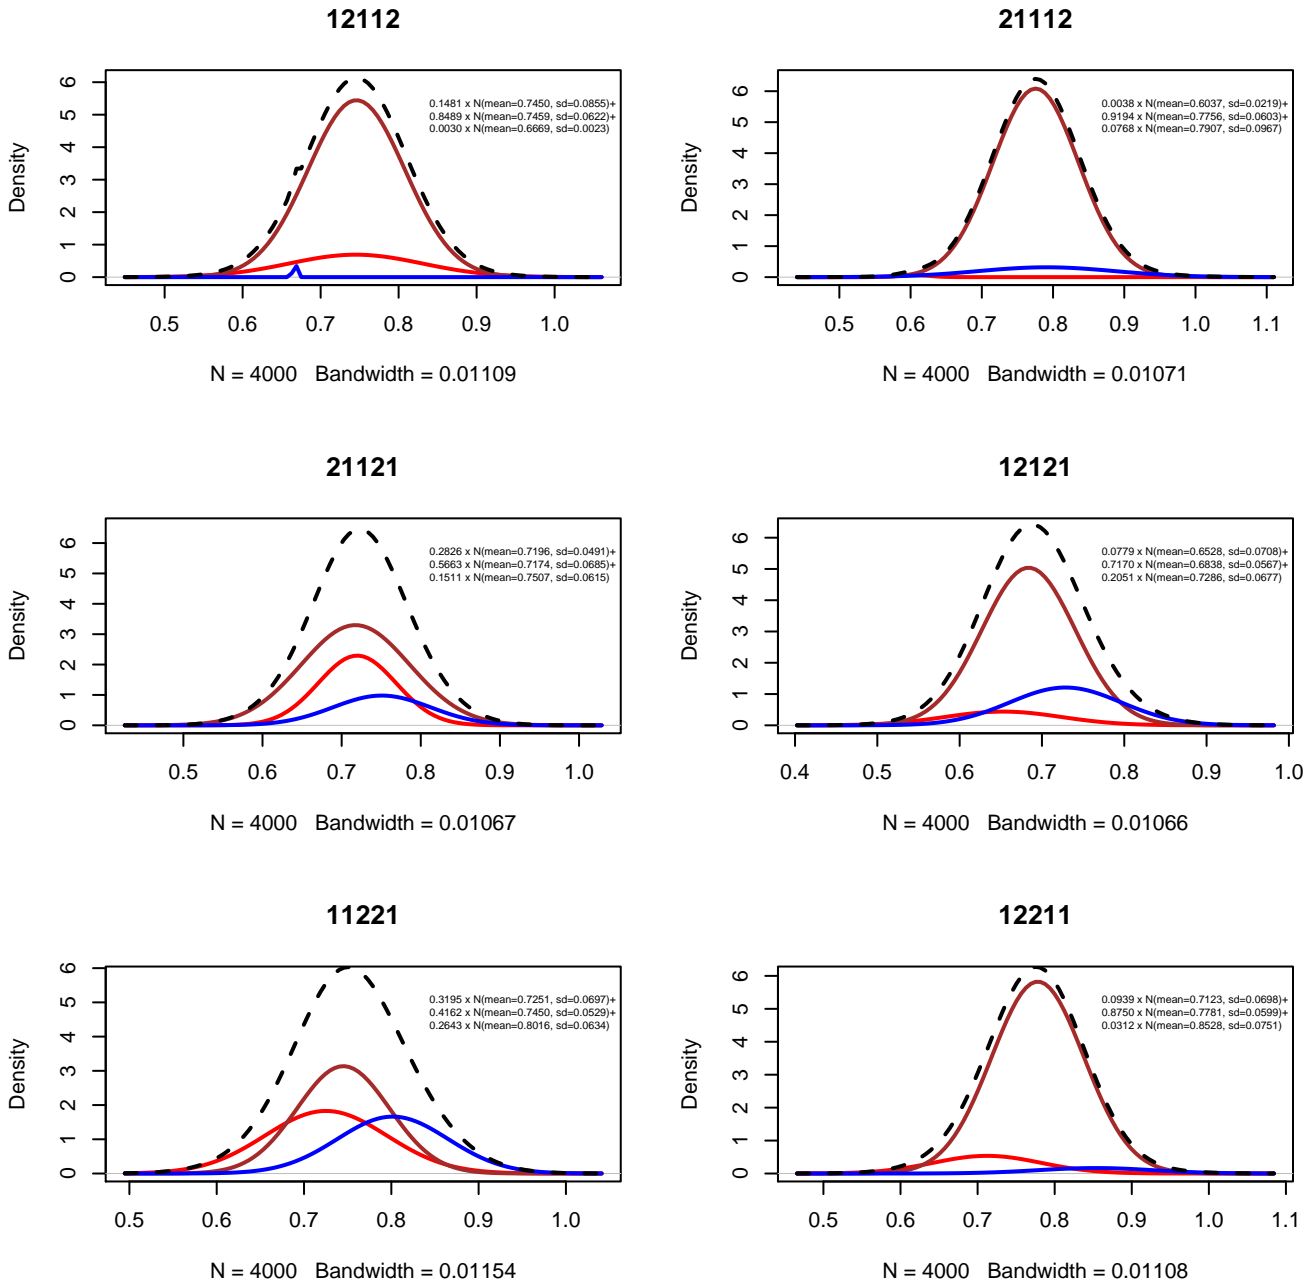 12112
6
5
4
3
2
1
0
Density
0.1481 x N(mean=0.7450, sd=0.0855)+
0.8489 x N(mean=0.7459, sd=0.0622)+
0.0030 x N(mean=0.6669, sd=0.0023)
0.5 0.6 0.7 0.8 0.9 1.0
N = 4000 Bandwidth = 0.01109
21112
6
5
4
3
2
1
0
Density
0.0038 x N(mean=0.6037, sd=0.0219)+
0.9194 x N(mean=0.7756, sd=0.0603)+
0.0768 x N(mean=0.7907, sd=0.0967)
0.5 0.6 0.7 0.8 0.9 1.0 1.1
N = 4000 Bandwidth = 0.01071
21121
6
5
4
3
2
1
0
Density
0.2826 x N(mean=0.7196, sd=0.0491)+
0.5663 x N(mean=0.7174, sd=0.0685)+
0.1511 x N(mean=0.7507, sd=0.0615)
0.5 0.6 0.7 0.8 0.9 1.0
N = 4000 Bandwidth = 0.01067
12121
6
5
4
3
2
1
0
Density
0.0779 x N(mean=0.6528, sd=0.0708)+
0.7170 x N(mean=0.6838, sd=0.0567)+
0.2051 x N(mean=0.7286, sd=0.0677)
0.4 0.5 0.6 0.7 0.8 0.9 1.0
N = 4000 Bandwidth = 0.01066
11221
6
5
4
3
2
1
0
Density
0.3195 x N(mean=0.7251, sd=0.0697)+
0.4162 x N(mean=0.7450, sd=0.0529)+
0.2643 x N(mean=0.8016, sd=0.0634)
0.5 0.6 0.7 0.8 0.9 1.0
N = 4000 Bandwidth = 0.01154
12211
6
5
4
3
2
1
0
Density
0.0939 x N(mean=0.7123, sd=0.0698)+
0.8750 x N(mean=0.7781, sd=0.0599)+
0.0312 x N(mean=0.8528, sd=0.0751)
0.5 0.6 0.7 0.8 0.9 1.0 1.1
N = 4000 Bandwidth = 0.01108